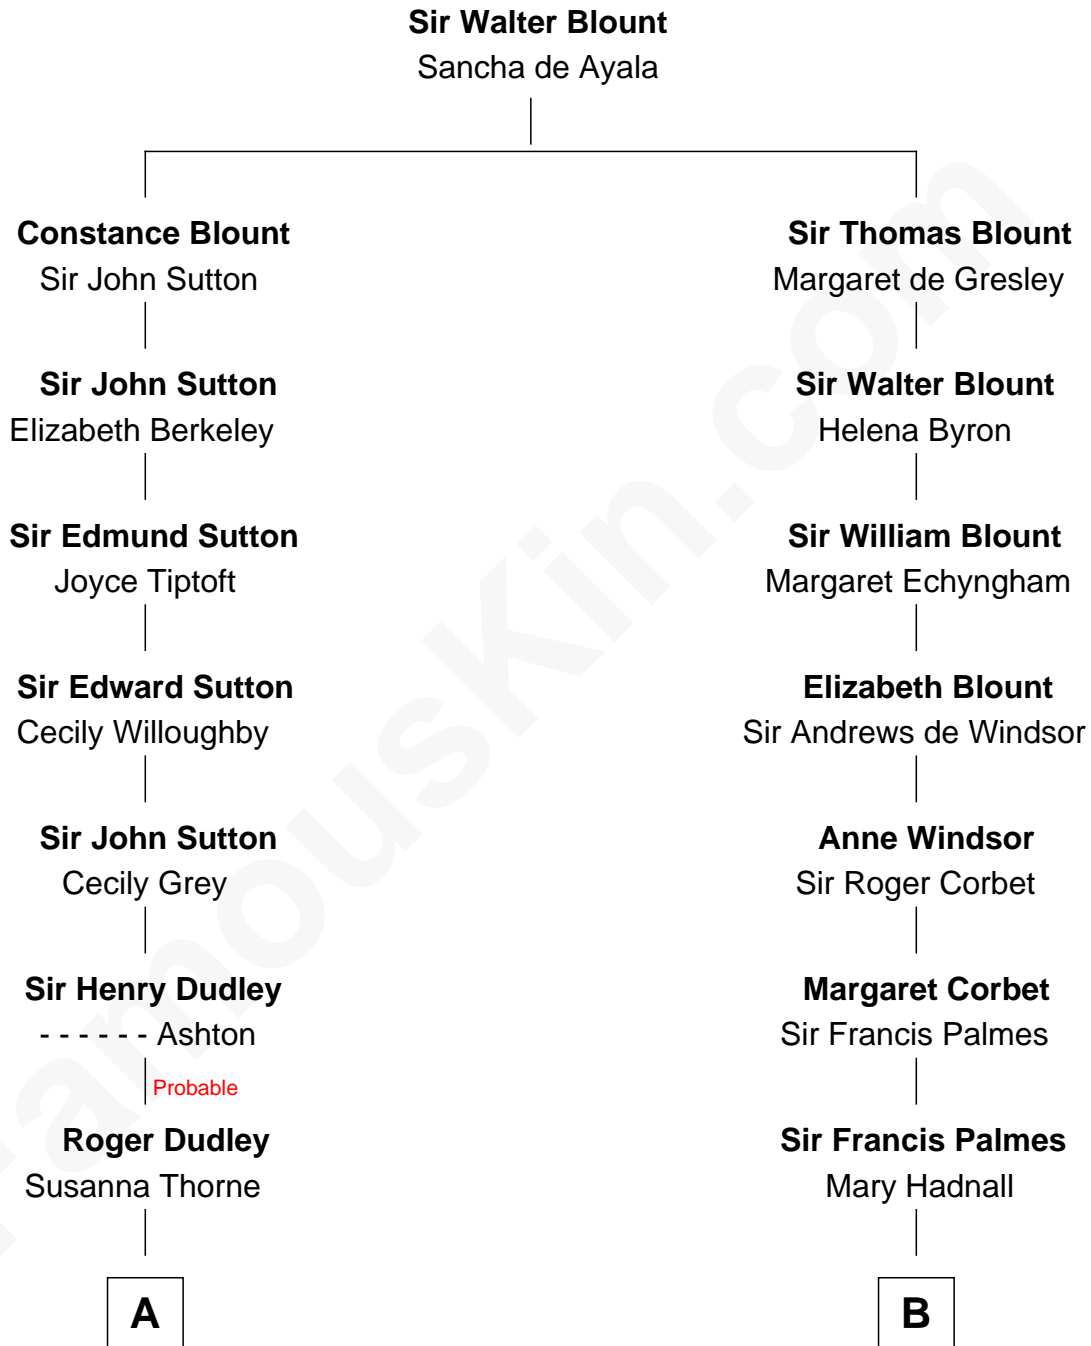 Sir Walter Blount
Sancha de Ayala
Constance Blount
Sir John Sutton
Sir John Sutton
Elizabeth Berkeley
Sir Edmund Sutton
Joyce Tiptoft
Sir Edward Sutton
Cecily Willoughby
Sir John Sutton
Cecily Grey
Sir Henry Dudley
- - - - - - Ashton
Probable
Roger Dudley
Susanna Thorne
A
Sir Thomas Blount
Margaret de Gresley
Sir Walter Blount
Helena Byron
Sir William Blount
Margaret Echyngham
Elizabeth Blount
Sir Andrews de Windsor
Anne Windsor
Sir Roger Corbet
Margaret Corbet
Sir Francis Palmes
Sir Francis Palmes
Mary Hadnall
B
FamousKin.com